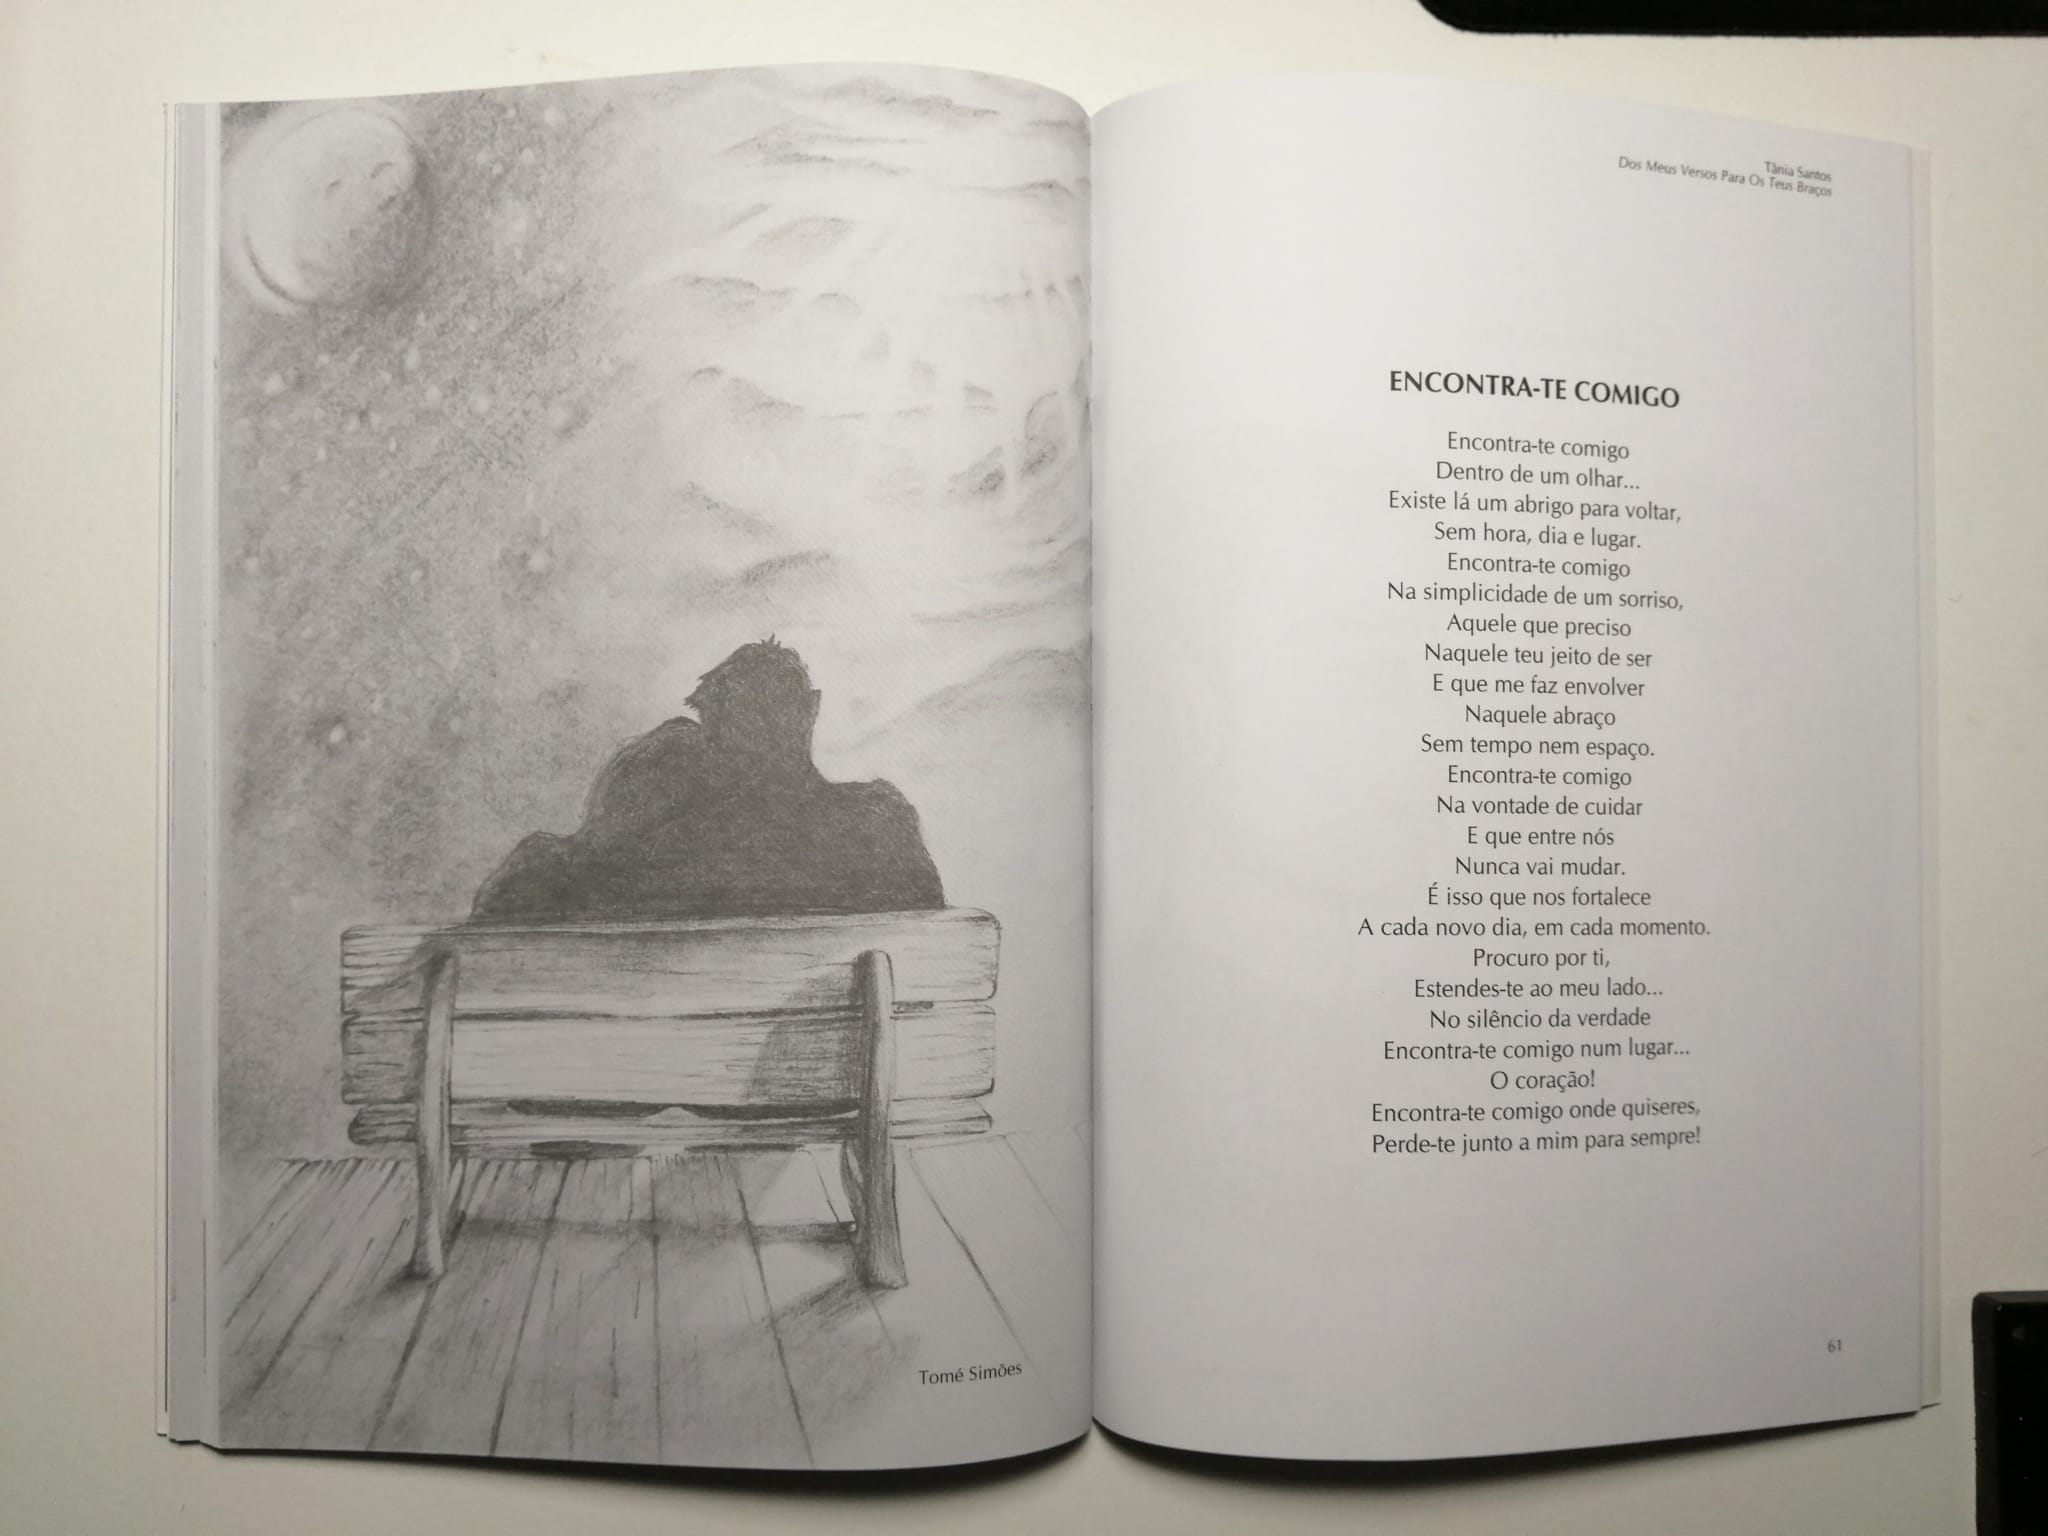 Tomé Simões
Tânia Santos
Dos Meus Versos Para Os Teus Braços
ENCONTRA-TE COMIGO
Encontra-te comigo
Dentro de um olhar...
Existe lá um abrigo para voltar,
Sem hora, dia e lugar.
Encontra-te comigo
Na simplicidade de um sorriso,
Aquele que preciso
Naquele teu jeito de ser
E que me faz envolver
Naquele abraço
Sem tempo nem espaço.
Encontra-te comigo
Na vontade de cuidar
E que entre nós
Nunca vai mudar.
É isso que nos fortalece
A cada novo dia, em cada momento.
Procuro por ti,
Estendes-te ao meu lado...
No silêncio da verdade
Encontra-te comigo num lugar...
O coração!
Encontra-te comigo onde quiseres,
Perde-te junto a mim para sempre!
61